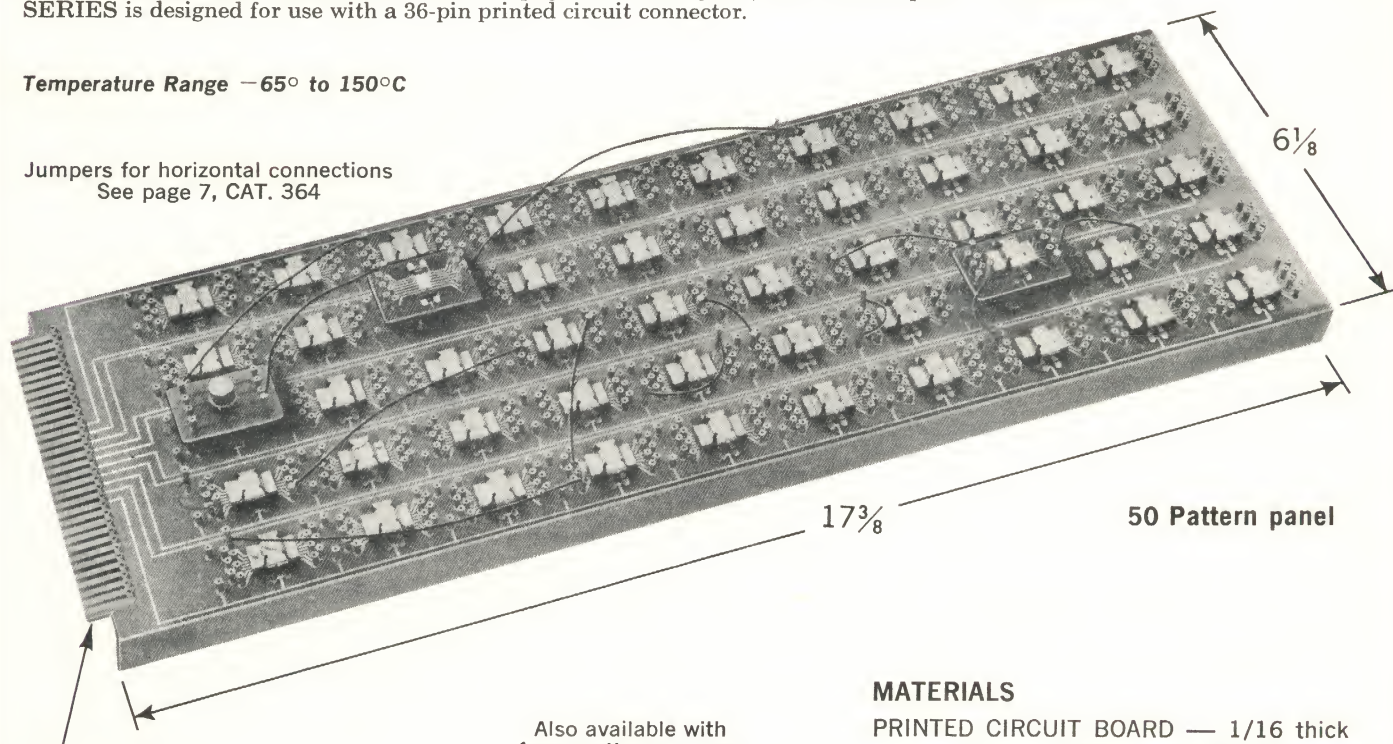 SERIES is designed for use with a 36-pin printed circuit connector.
Temperature Range −65° to 150°C
Jumpers for horizontal connections
See page 7, CAT. 364
6⅛
17⅜
50 Pattern panel
Also available with
MATERIALS
PRINTED CIRCUIT BOARD — 1/16 thick